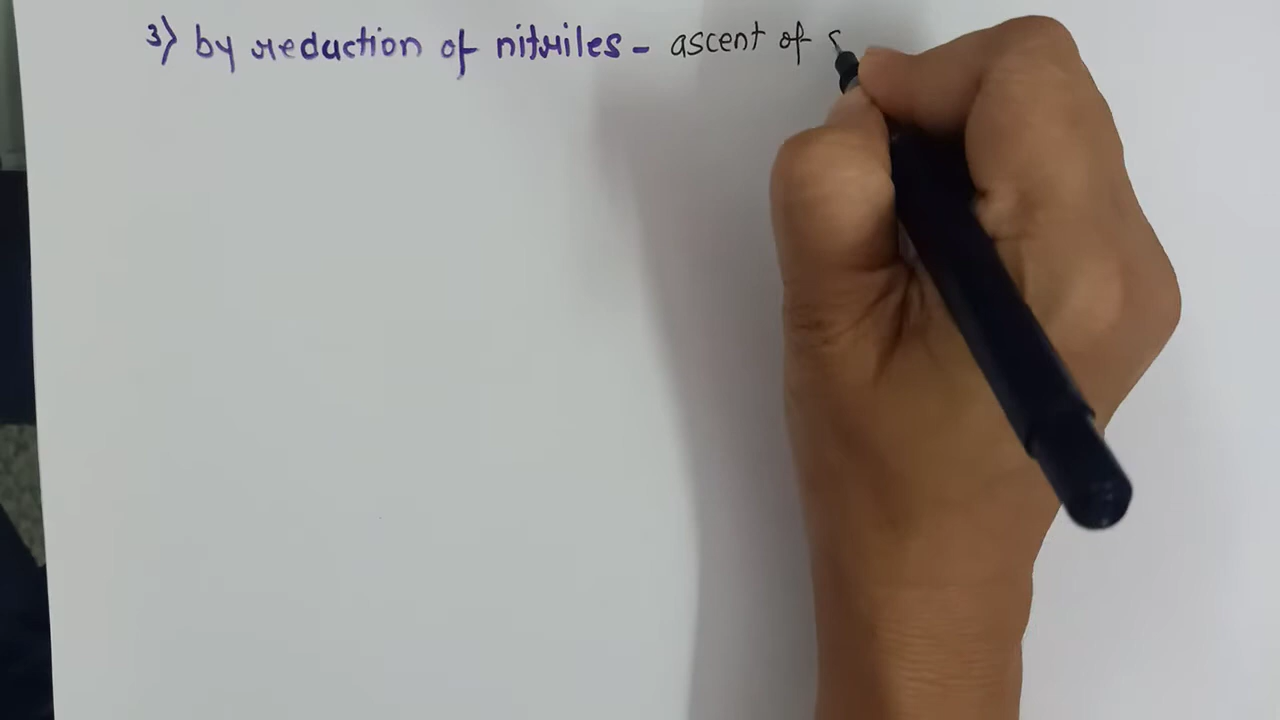 3) by reduction of nitriles - ascent of s